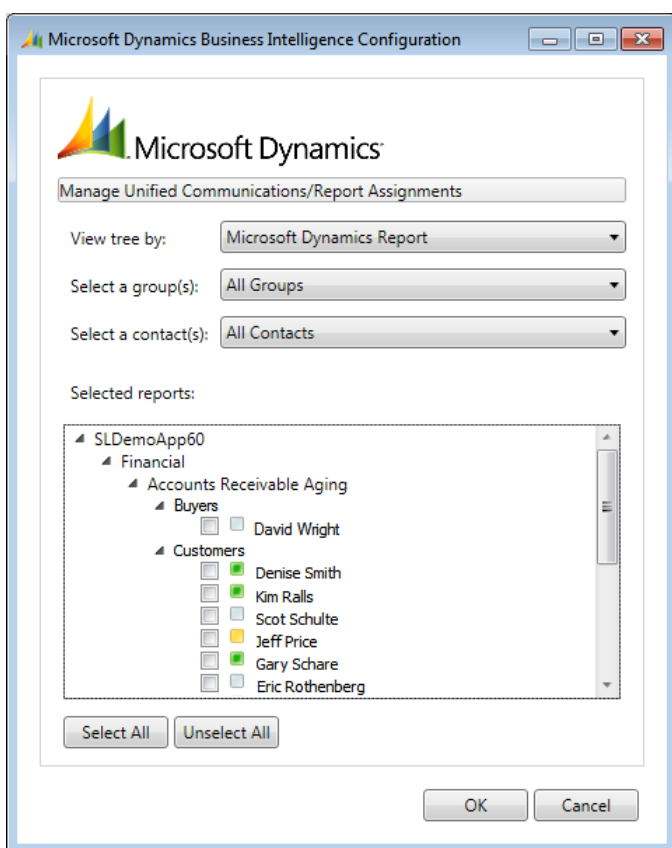 Microsoft Dynamics Business Intelligence Configuration
Microsoft Dynamics
Manage Unified Communications/Report Assignments
View tree by: Microsoft Dynamics Report
Select a group(s): All Groups
Select a contact(s): All Contacts
Selected reports:
SLDemoApp60
Financial
Accounts Receivable Aging
Buyers
David Wright
Customers
Denise Smith
Kim Ralls
Scot Schulte
Jeff Price
Gary Schare
Eric Rothenberg
Select All Unselect All
OK Cancel